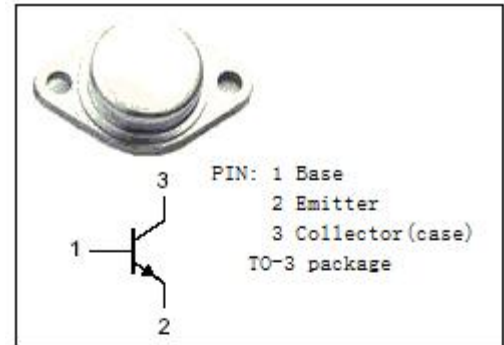 3
PIN: 1 Base
2 Emitter
1
3 Collector(case)
TO-3 package
2